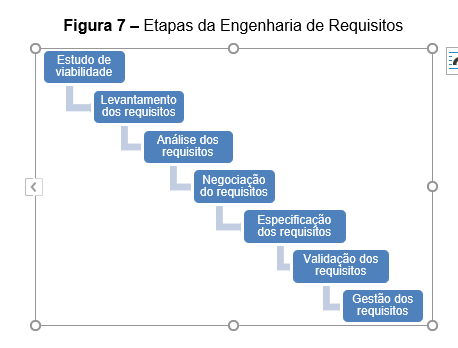 Figura 7 – Etapas da Engenharia de Requisitos
Estudo de
viabilidade
Levantamento
dos requisitos
Análise dos
requisitos
Negociação
do requisitos
Especificação
dos requisitos
Validação dos
requisitos
Gestão dos
requisitos